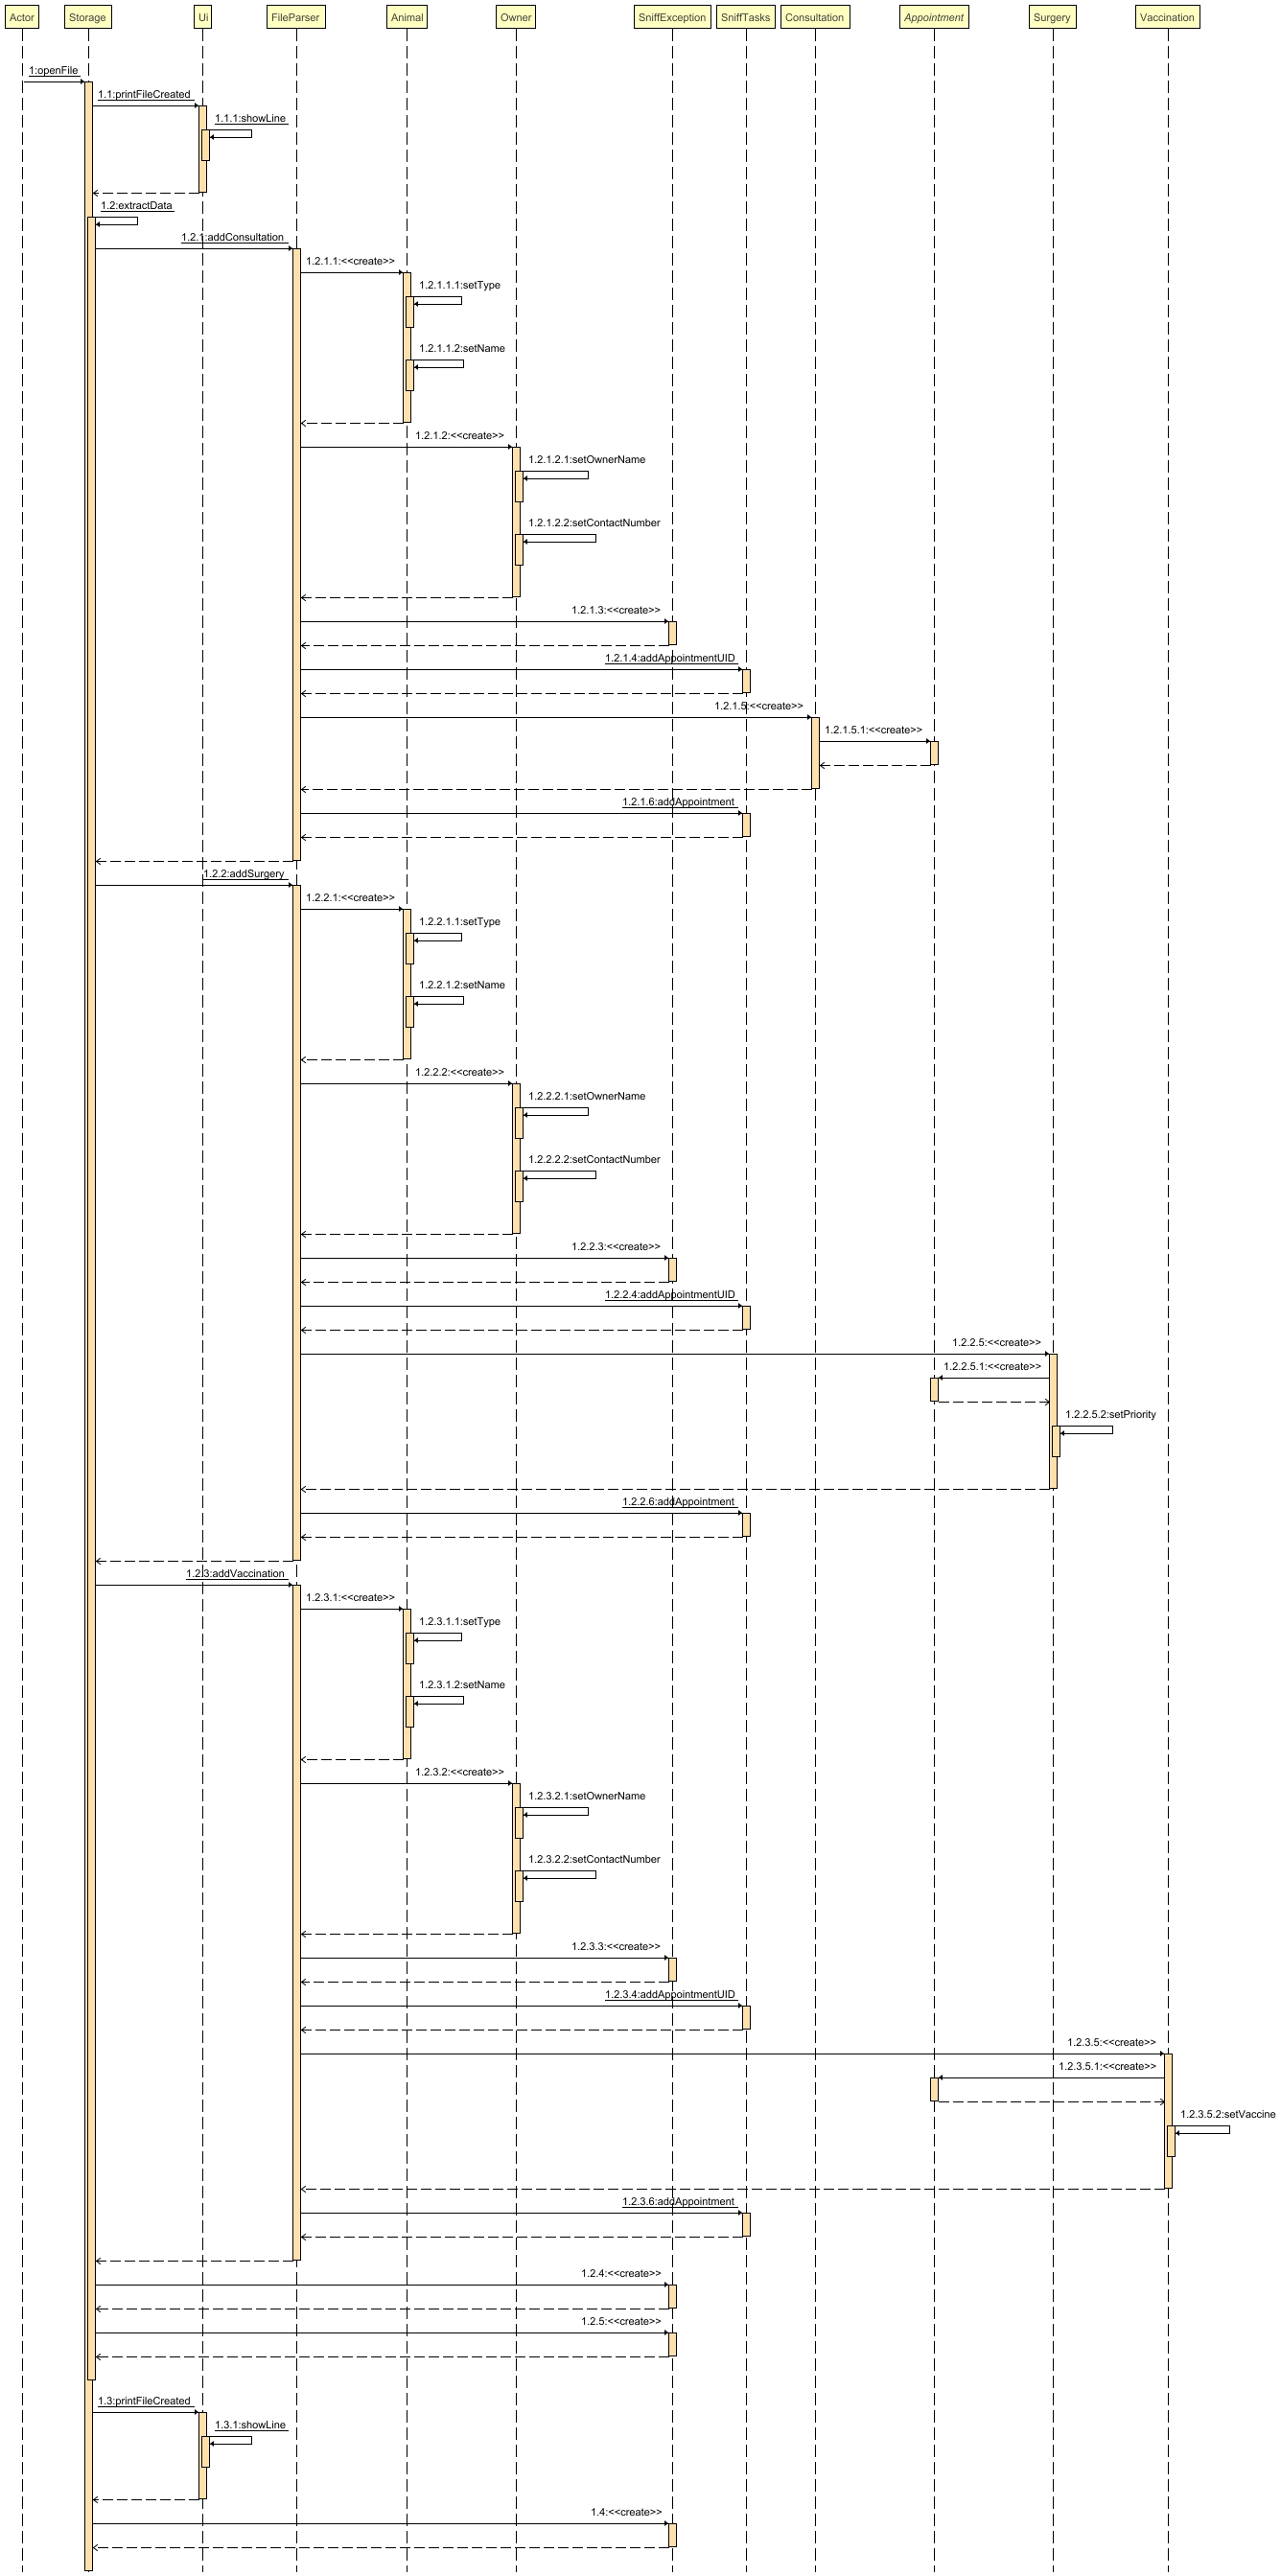 Actor Storage Ui FileParser Animal Owner SniffException SniffTasks Consultation Appointment Surgery Vaccination
1:openFile
1.1:printFileCreated
1.1.1:showLine
1.2:extractData
1.2.1:addConsultation
1.2.1.1:<<create>>
1.2.1.1.1:setType
1.2.1.1.2:setName
1.2.1.2:<<create>>
1.2.1.2.1:setOwnerName
1.2.1.2.2:setContactNumber
1.2.1.3:<<create>>
1.2.1.4:addAppointmentUID
1.2.1.5:<<create>>
1.2.1.5.1:<<create>>
1.2.1.6:addAppointment
1.2.2:addSurgery
1.2.2.1:<<create>>
1.2.2.1.1:setType
1.2.2.1.2:setName
1.2.2.2:<<create>>
1.2.2.2.1:setOwnerName
1.2.2.2.2:setContactNumber
1.2.2.3:<<create>>
1.2.2.4:addAppointmentUID
1.2.2.5:<<create>>
1.2.2.5.1:<<create>>
1.2.2.5.2:setPriority
1.2.2.6:addAppointment
1.2.3:addVaccination
1.2.3.1:<<create>>
1.2.3.1.1:setType
1.2.3.1.2:setName
1.2.3.2:<<create>>
1.2.3.2.1:setOwnerName
1.2.3.2.2:setContactNumber
1.2.3.3:<<create>>
1.2.3.4:addAppointmentUID
1.2.3.5:<<create>>
1.2.3.5.1:<<create>>
1.2.3.5.2:setVaccine
1.2.3.6:addAppointment
1.2.4:<<create>>
1.2.5:<<create>>
1.3:printFileCreated
1.3.1:showLine
1.4:<<create>>